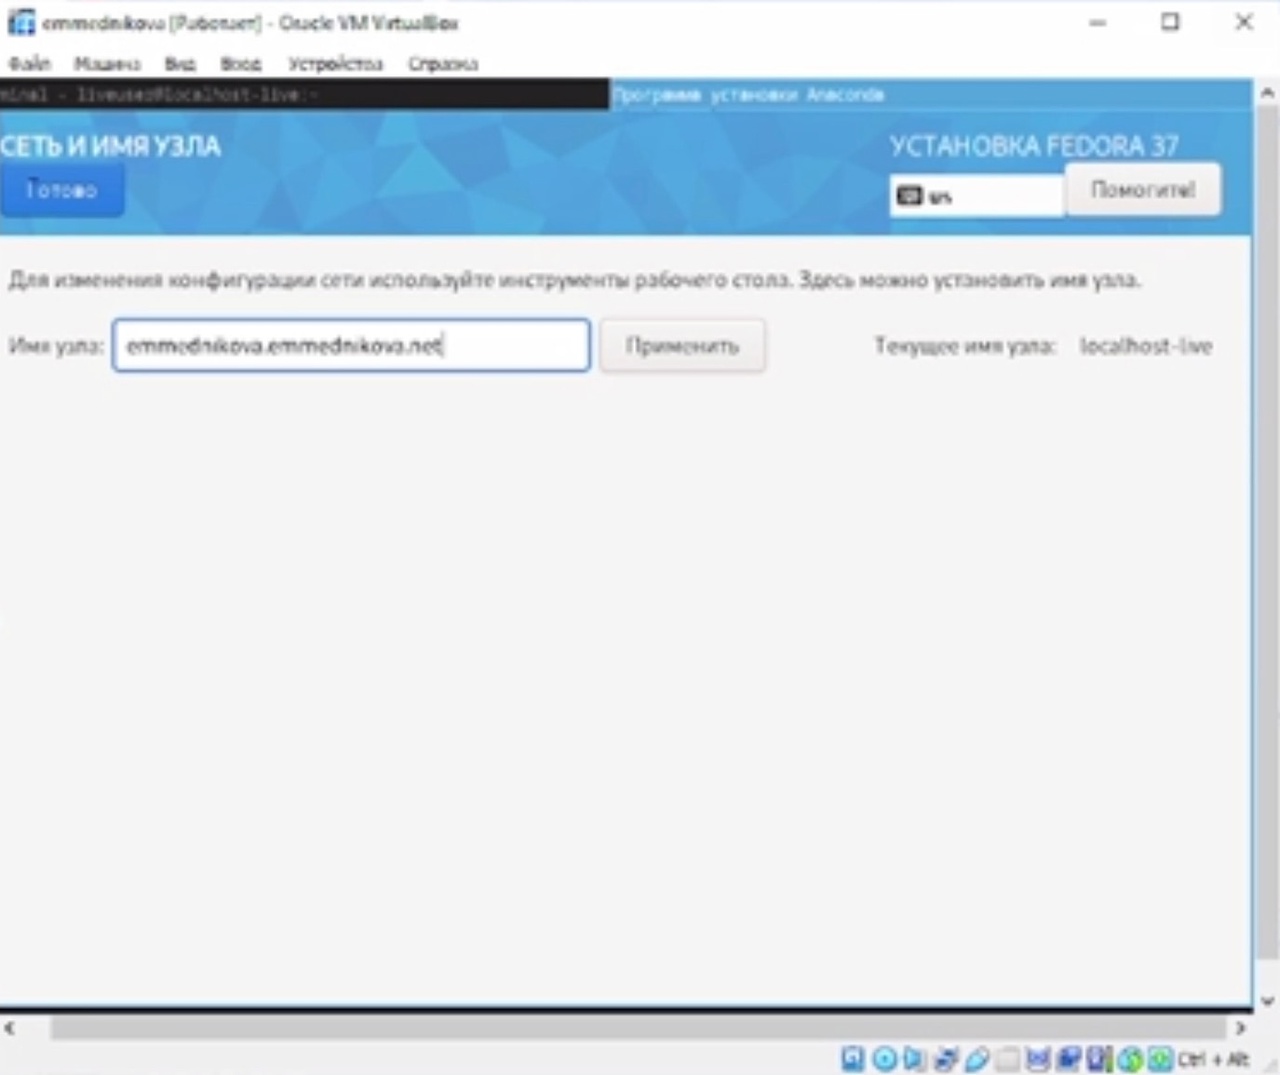 emmednikova [Работает] - Oracle VM VirtualBox
Файл Машина Вид Ввод Устройства Справка
minal - liveuser@localhost-live:~ Программа установки Anaconda
СЕТЬ И ИМЯ УЗЛА УСТАНОВКА FEDORA 37
Готово Помогите!
Для изменения конфигурации сети используйте инструменты рабочего стола. Здесь можно установить имя узла.
Имя узла: emmednikova.emmednikova.net Применить Текущее имя узла: localhost-live
Ctrl + Alt